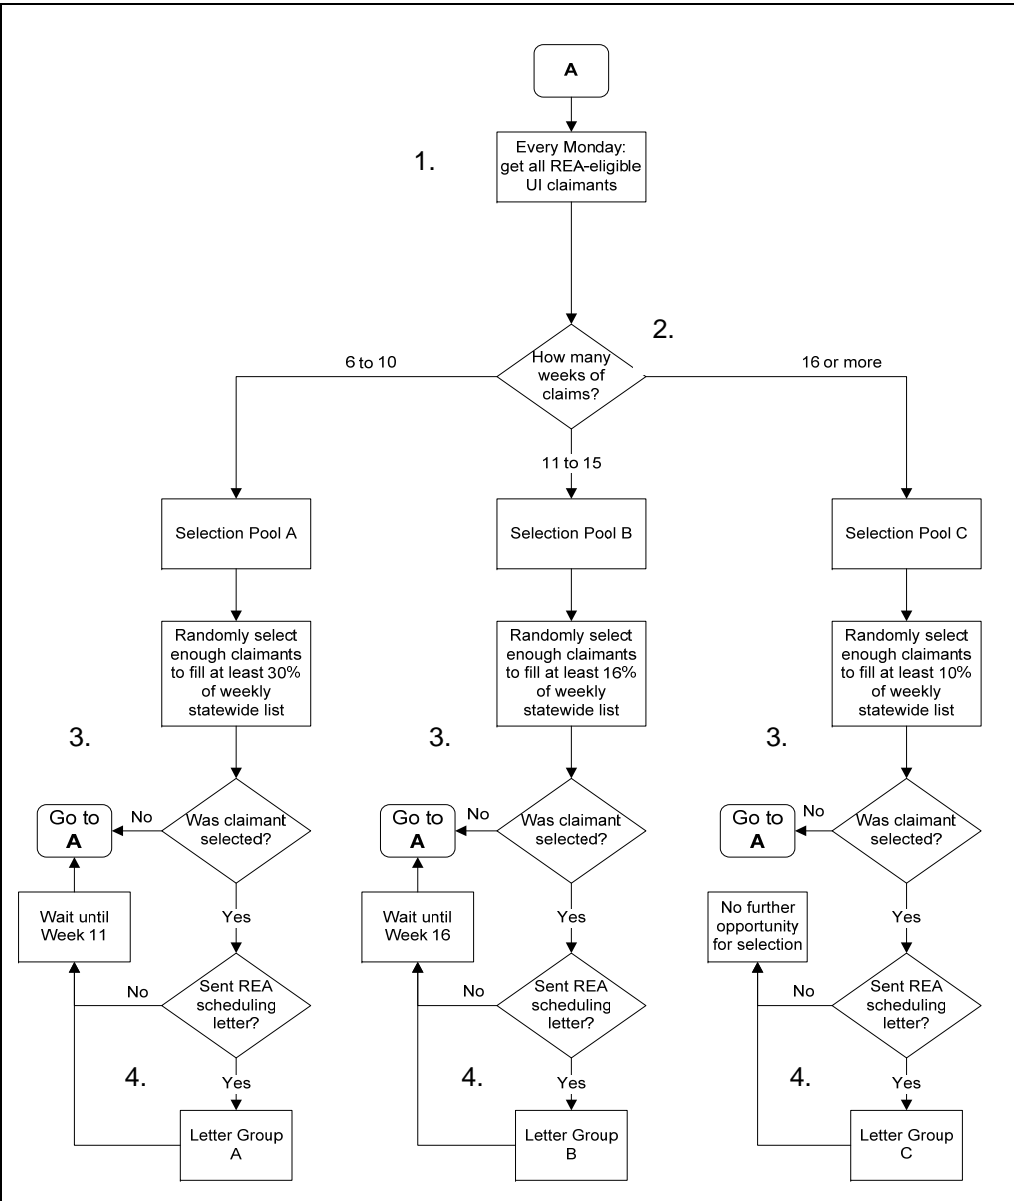 A
1.
Every Monday:
get all REA-eligible
UI claimants
2.
How many
weeks of
claims?
6 to 10
16 or more
11 to 15
Selection Pool A
Selection Pool B
Selection Pool C
Randomly select
enough claimants
to fill at least 30%
of weekly
statewide list
Randomly select
enough claimants
to fill at least 16%
of weekly
statewide list
Randomly select
enough claimants
to fill at least 10%
of weekly
statewide list
3.
Go to
A
No
Was claimant
selected?
3.
Go to
A
No
Was claimant
selected?
3.
Go to
A
No
Was claimant
selected?
Wait until
Week 11
Yes
Wait until
Week 16
Yes
No further
opportunity
for selection
Yes
No
Sent REA
scheduling
letter?
No
Sent REA
scheduling
letter?
No
Sent REA
scheduling
letter?
4.
Yes
4.
Yes
4.
Yes
Letter Group
A
Letter Group
B
Letter Group
C